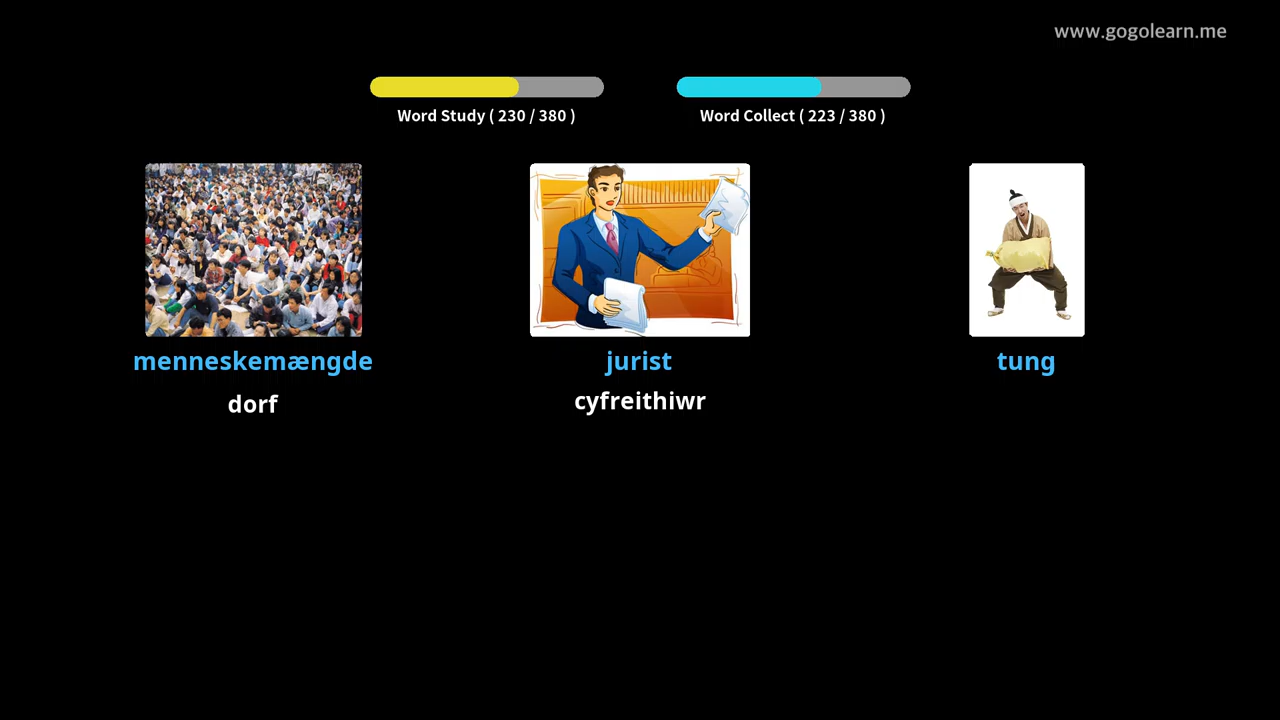 www.gogolearn.me
Word Study ( 230 / 380 )
Word Collect ( 223 / 380 )
menneskemængde
jurist
tung
dorf
cyfreithiwr